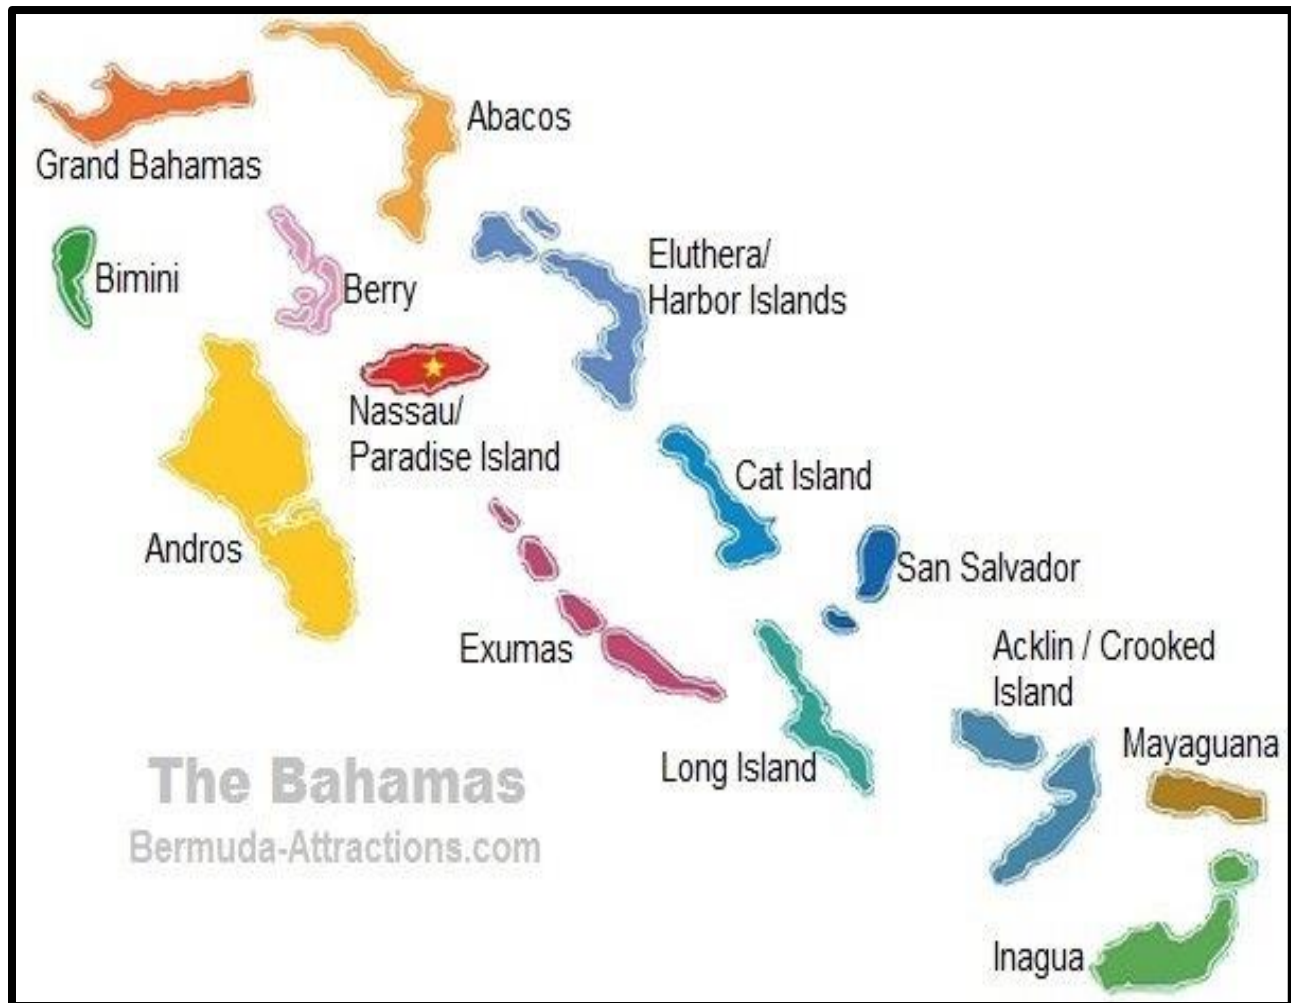 Abacos
Grand Bahamas
Eluthera/
Harbor Islands
Bimini
Berry
Nassau/
Paradise Island
Cat Island
Andros
San Salvador
Exumas
Acklin / Crooked
Island
Mayaguana
Long Island
The Bahamas
Bermuda-Attractions.com
Inagua